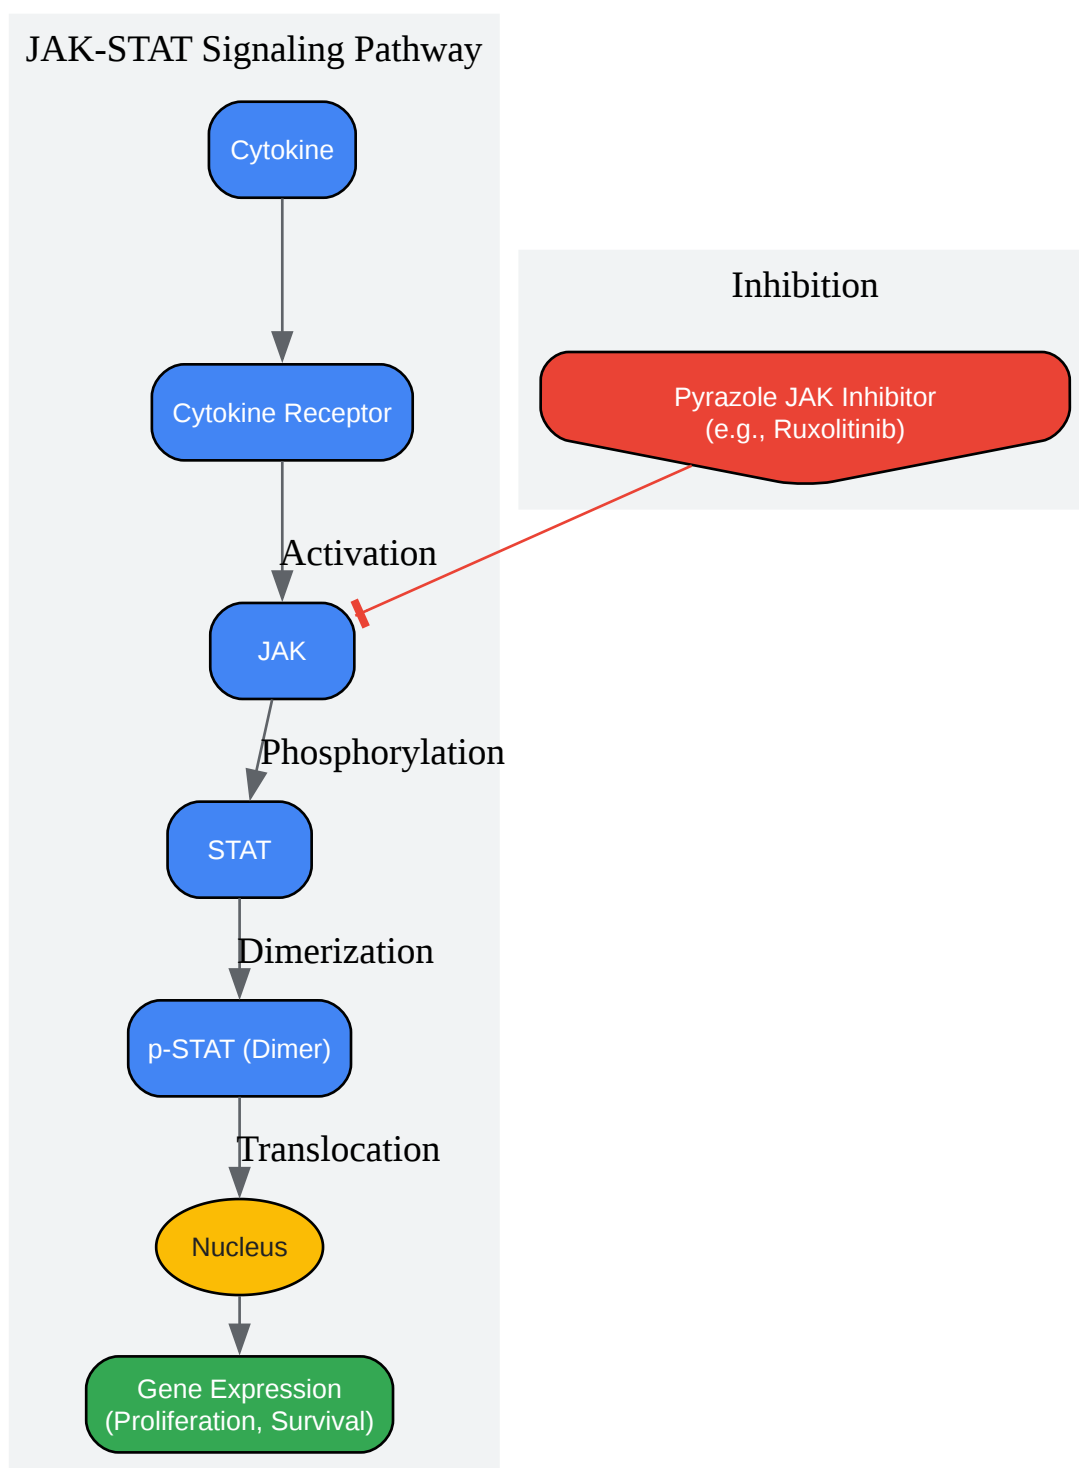 JAK-STAT Signaling Pathway
Cytokine
Inhibition
Pyrazole JAK Inhibitor
(e.g., Ruxolitinib)
Cytokine Receptor
Activation
JAK
Phosphorylation
STAT
Dimerization
p-STAT (Dimer)
Translocation
Nucleus
Gene Expression
(Proliferation, Survival)